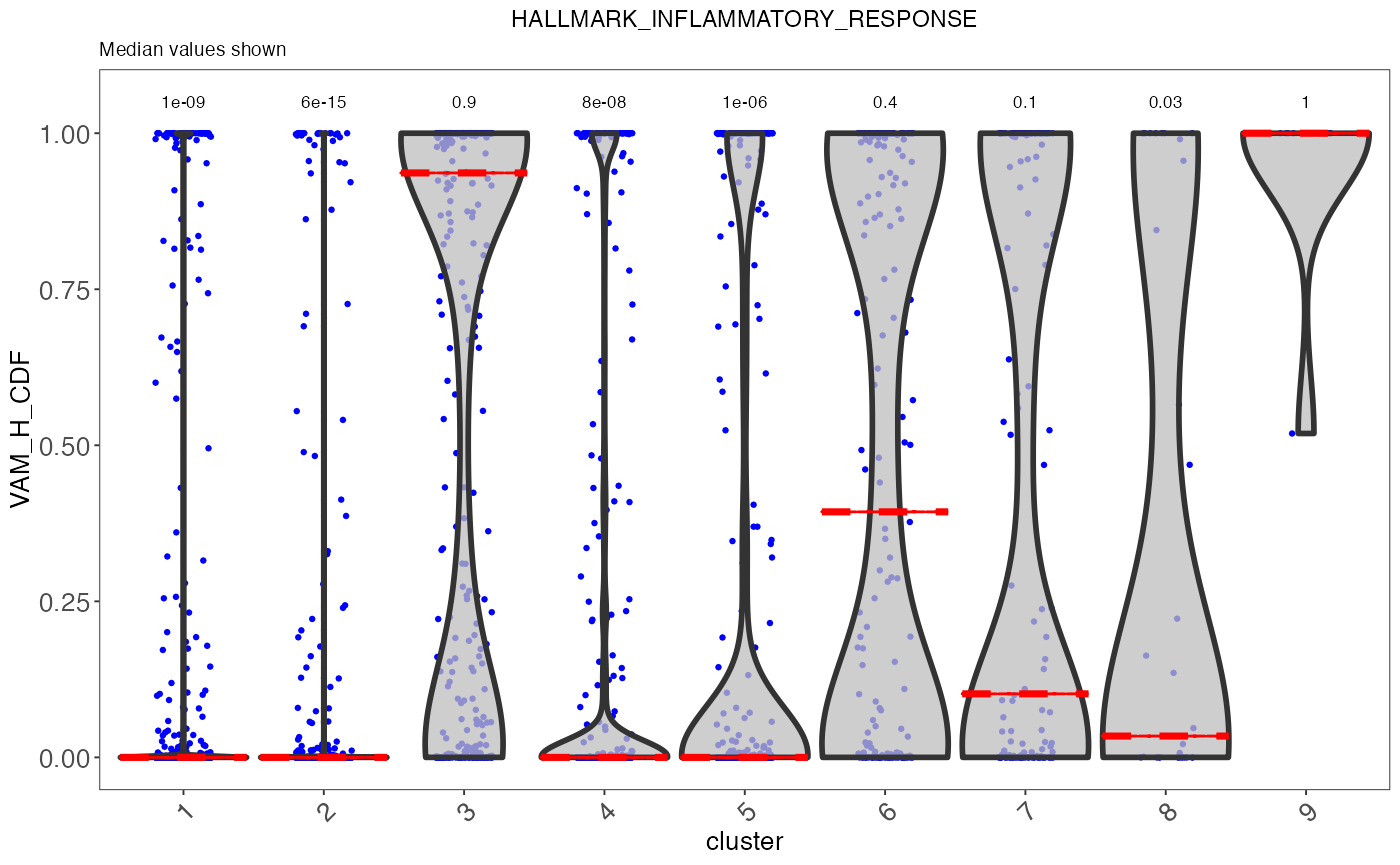 HALLMARK_INFLAMMATORY_RESPONSE
Median values shown
1e-09 6e-15 0.9 8e-08 1e-06 0.4 0.1 0.03 1
1.00
0.75
0.50
0.25
0.00
VAM_H_CDF
1 2 3 4 5 6 7 8 9
cluster